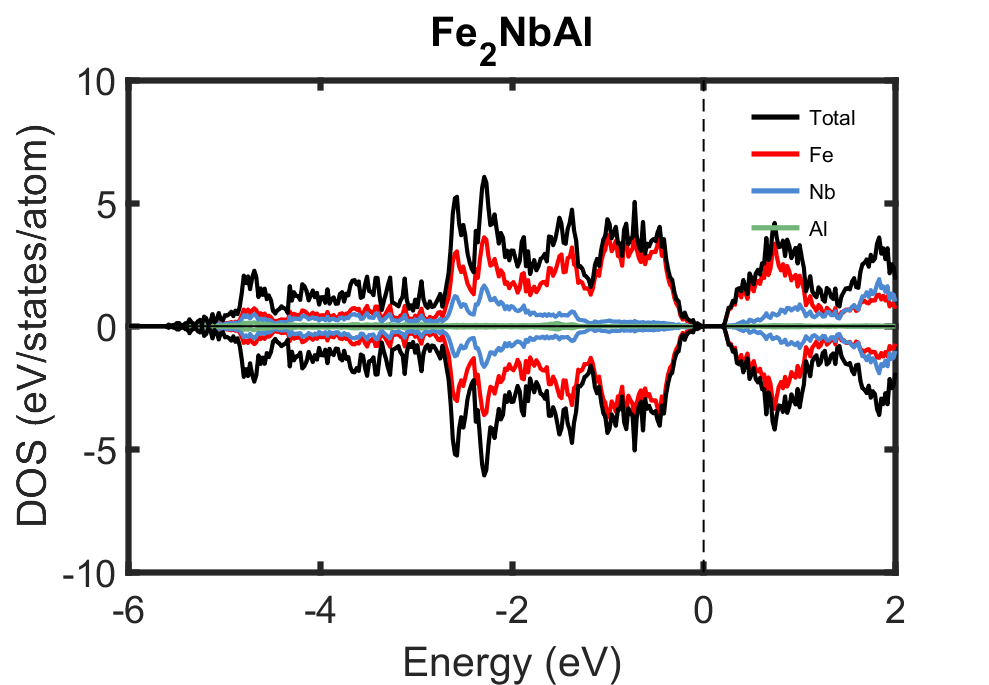 Fe2NbAl
DOS (eV/states/atom)
10
5
0
-5
-10
Total
Fe
Nb
Al
-6
-4
-2
0
2
Energy (eV)